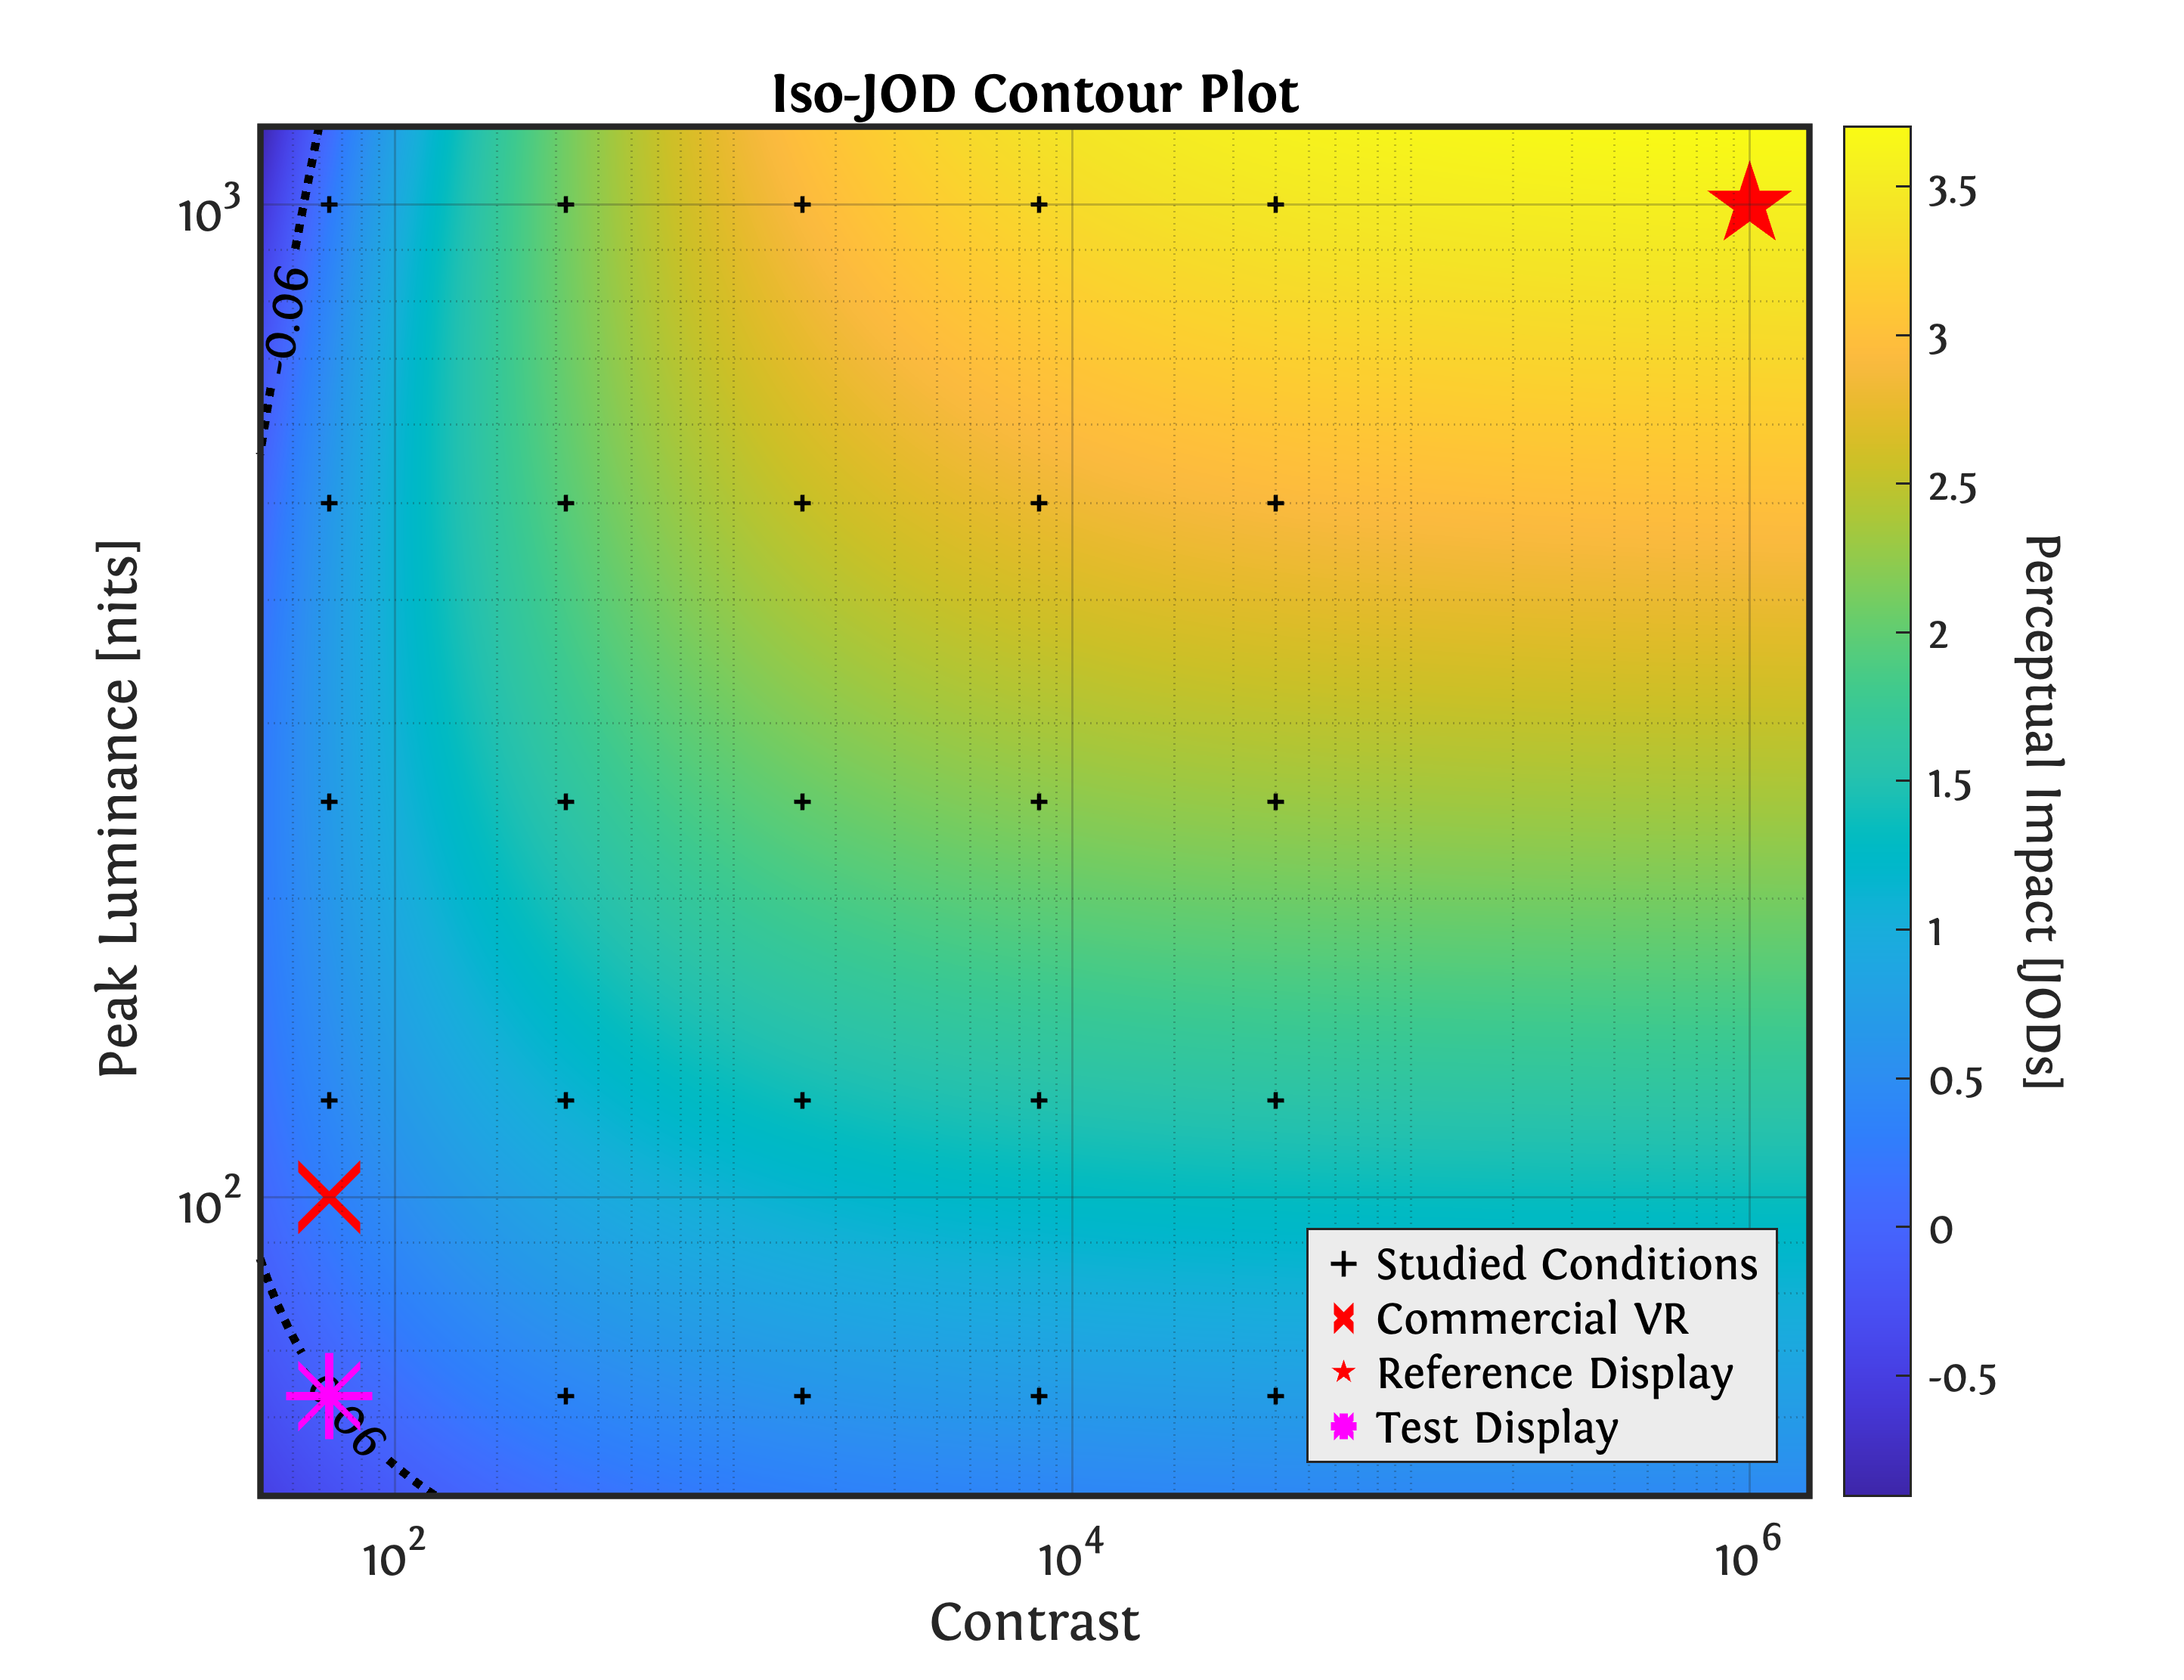 Iso-JOD Contour Plot
10^3
10^2
Peak Luminance [nits]
-0.06
06
10^2
10^4
10^6
Contrast
Studied Conditions
Commercial VR
Reference Display
Test Display
3.5
3
2.5
2
1.5
1
0.5
0
-0.5
Perceptual Impact [JODs]